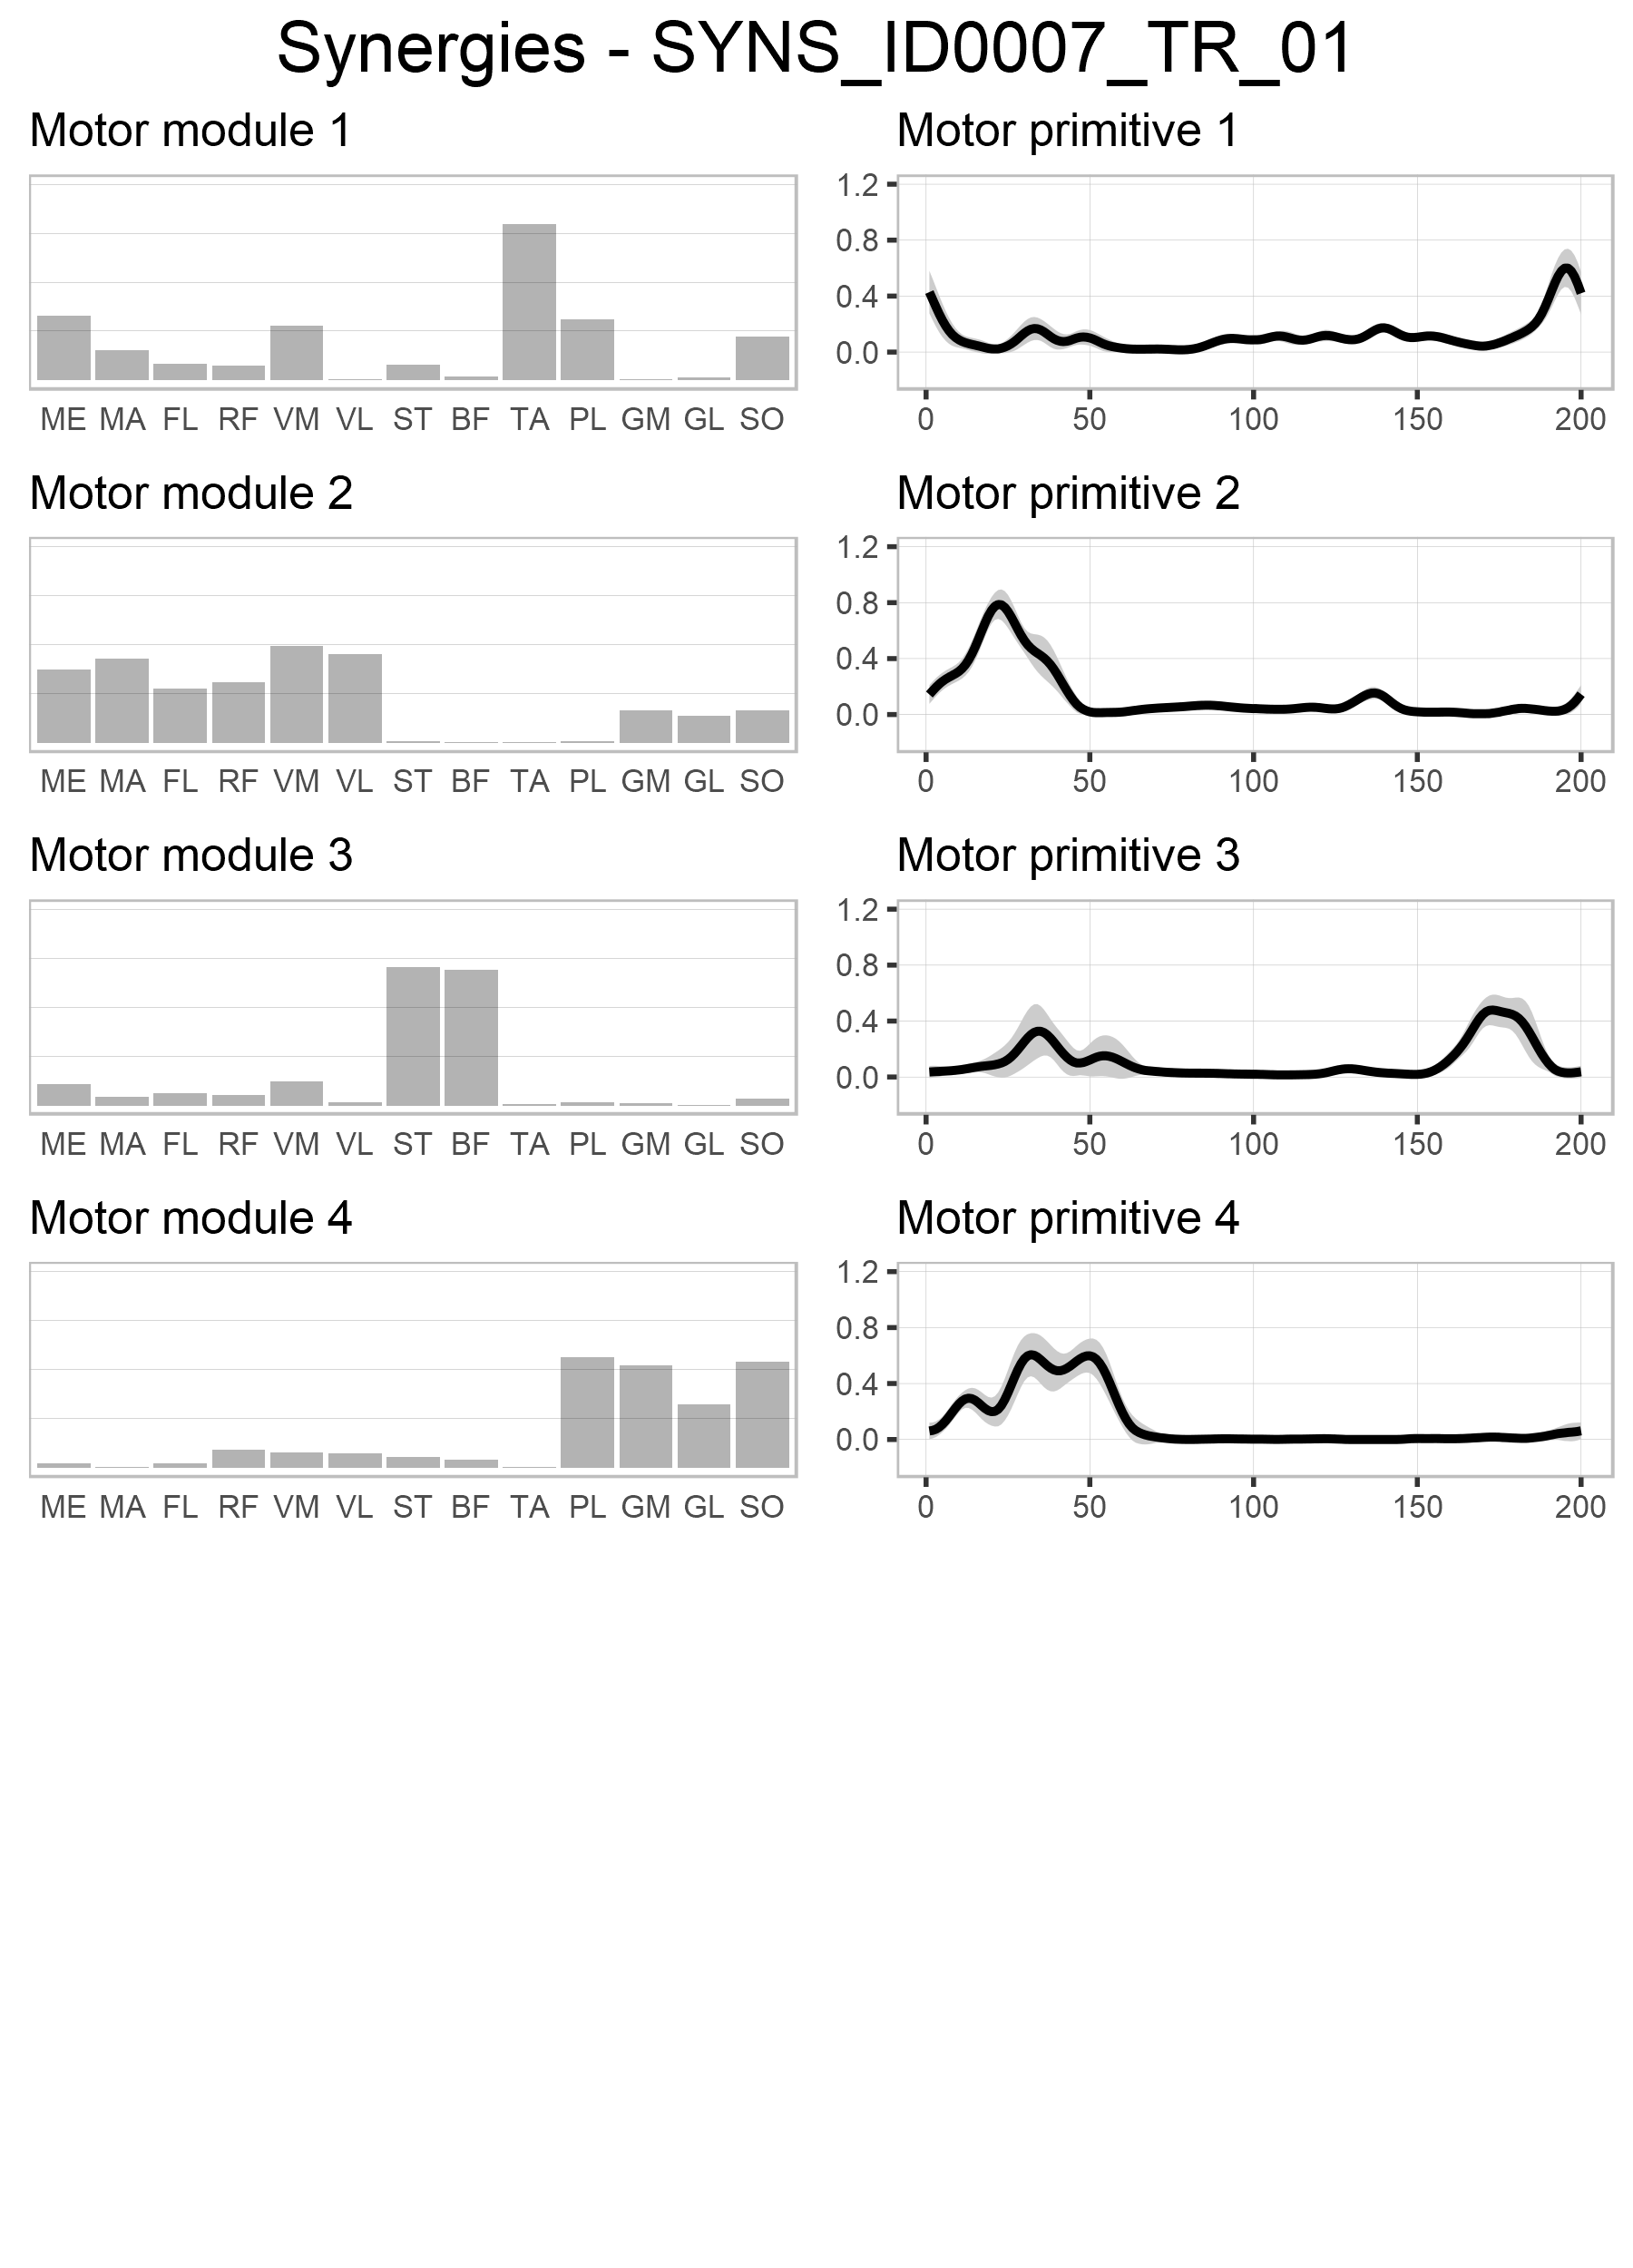 Synergies - SYNS_ID0007_TR_01
Motor module 1
Motor primitive 1
1.2
0.8
0.4
0.0
ME MA FL RF VM VL ST BF TA PL GM GL SO
0 50 100 150 200
Motor module 2
Motor primitive 2
1.2
0.8
0.4
0.0
ME MA FL RF VM VL ST BF TA PL GM GL SO
0 50 100 150 200
Motor module 3
Motor primitive 3
1.2
0.8
0.4
0.0
ME MA FL RF VM VL ST BF TA PL GM GL SO
0 50 100 150 200
Motor module 4
Motor primitive 4
1.2
0.8
0.4
0.0
ME MA FL RF VM VL ST BF TA PL GM GL SO
0 50 100 150 200